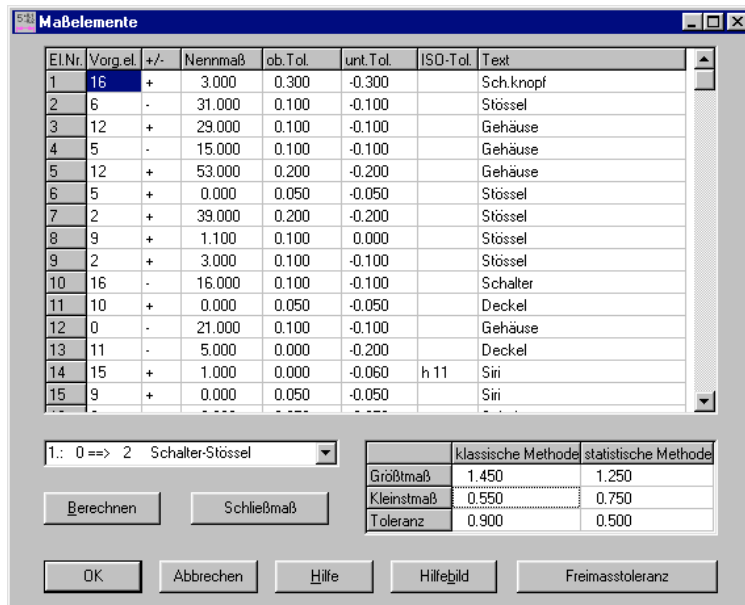 Maßelemente
El.Nr. Vorg.el. +/- Nennmaß ob.Tol. unt.Tol. ISO-Tol. Text
1 16 + 3.000 0.300 -0.300 Sch.knopf
2 6 - 31.000 0.100 -0.100 Stössel
3 12 + 29.000 0.100 -0.100 Gehäuse
4 5 - 15.000 0.100 -0.100 Gehäuse
5 12 + 53.000 0.200 -0.200 Gehäuse
6 5 + 0.000 0.050 -0.050 Stössel
7 2 + 39.000 0.200 -0.200 Stössel
8 9 + 1.100 0.100 0.000 Stössel
9 2 + 3.000 0.100 -0.100 Stössel
10 16 - 16.000 0.100 -0.100 Schalter
11 10 + 0.000 0.050 -0.050 Deckel
12 0 - 21.000 0.100 -0.100 Gehäuse
13 11 - 5.000 0.000 -0.200 Deckel
14 15 + 1.000 0.000 -0.060 h 11 Siri
15 9 + 0.000 0.050 -0.050 Siri
1.: 0 ==> 2 Schalter-Stössel
klassische Methode statistische Methode
Größtmaß 1.450 1.250
Kleinstmaß 0.550 0.750
Toleranz 0.900 0.500
Berechnen Schließmaß
OK Abbrechen Hilfe Hilfebild Freimasstoleranz